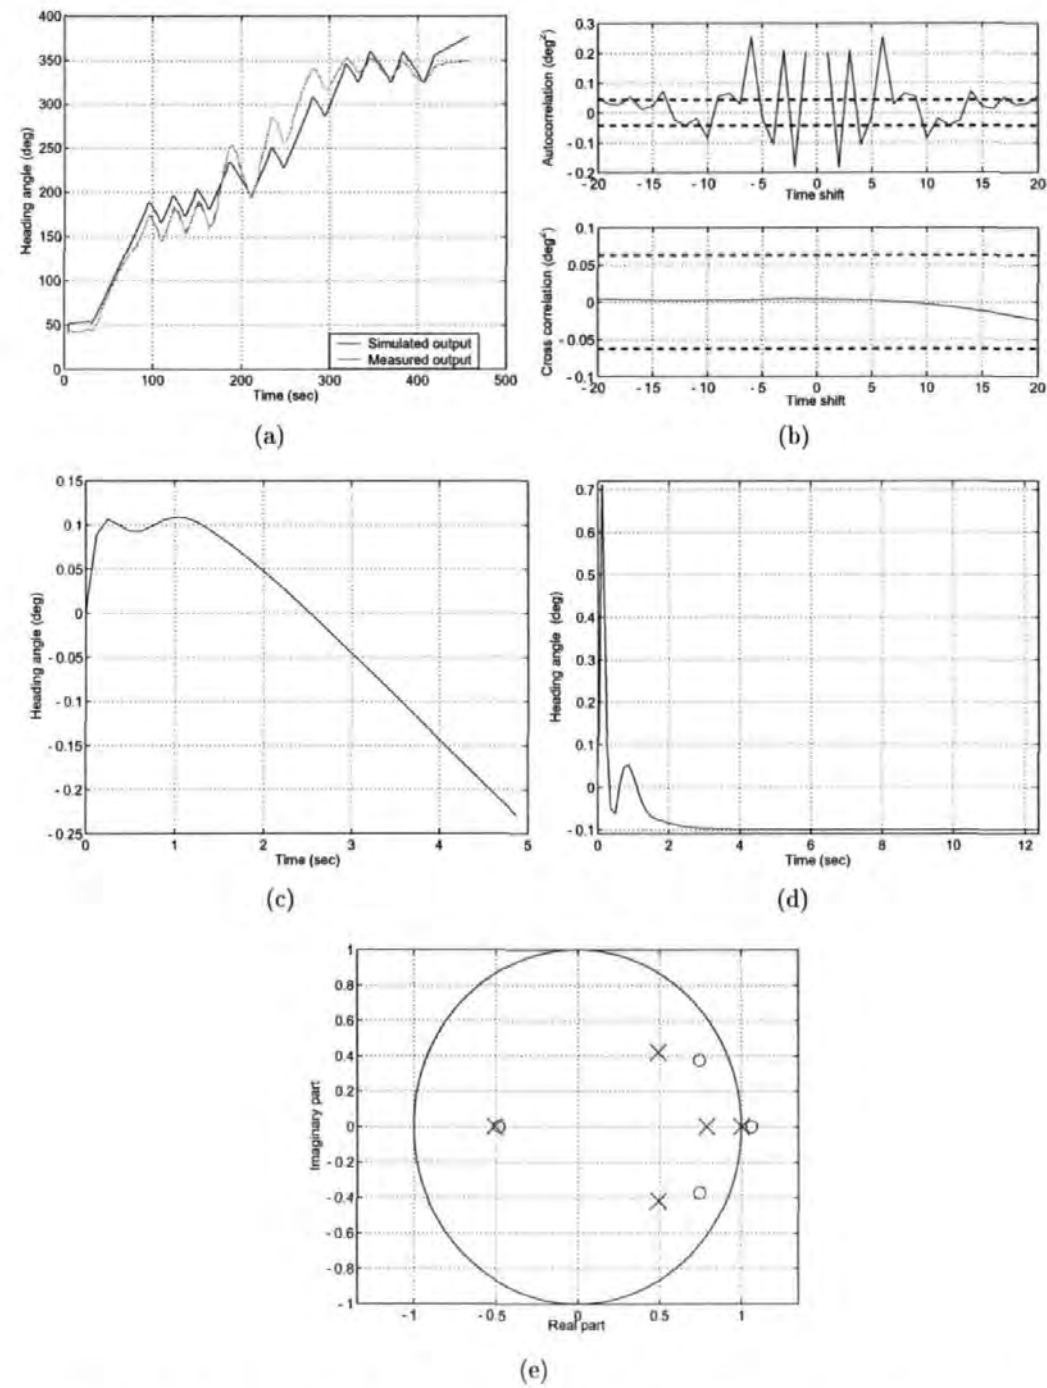 400
350
300
250
200
150
100
50
0
Heading angle (deg)
Simulated output
Measured output
0 100 200 300 400 500
Time (sec)
(a)
0.3
0.2
0.1
0
-0.1
-0.2
Autocorrelation (deg²)
-20 -15 -10 -5 0 5 10 15 20
Time shift
0.1
0.05
0
-0.05
-0.1
Cross correlation (deg²)
-20 -15 -10 -5 0 5 10 15 20
Time shift
(b)
0.15
0.1
0.05
0
-0.05
-0.1
-0.15
-0.2
-0.25
Heading angle (deg)
0 1 2 3 4 5
Time (sec)
(c)
0.7
0.6
0.5
0.4
0.3
0.2
0.1
0
-0.1
Heading angle (deg)
0 2 4 6 8 10 12
Time (sec)
(d)
1
0.8
0.6
0.4
0.2
0
-0.2
-0.4
-0.6
-0.8
-1
Imaginary part
-1 -0.5 0 0.5 1
Real part
(e)